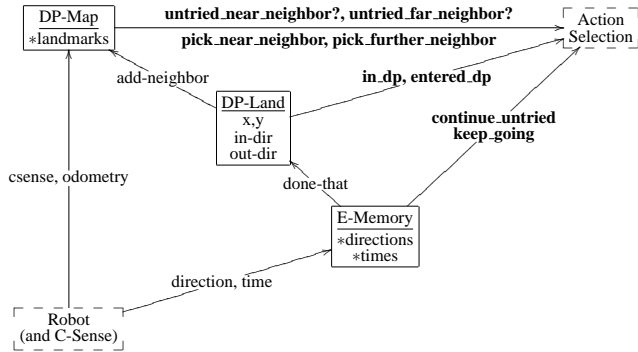 DP-Map
*landmarks
untried_near_neighbor?, untried_far_neighbor?
pick_near_neighbor, pick_further_neighbor
Action
Selection
add-neighbor
in_dp, entered_dp
DP-Land
x,y
in-dir
out-dir
continue_untried
keep_going
csense, odometry
done-that
E-Memory
*directions
*times
direction, time
Robot
(and C-Sense)